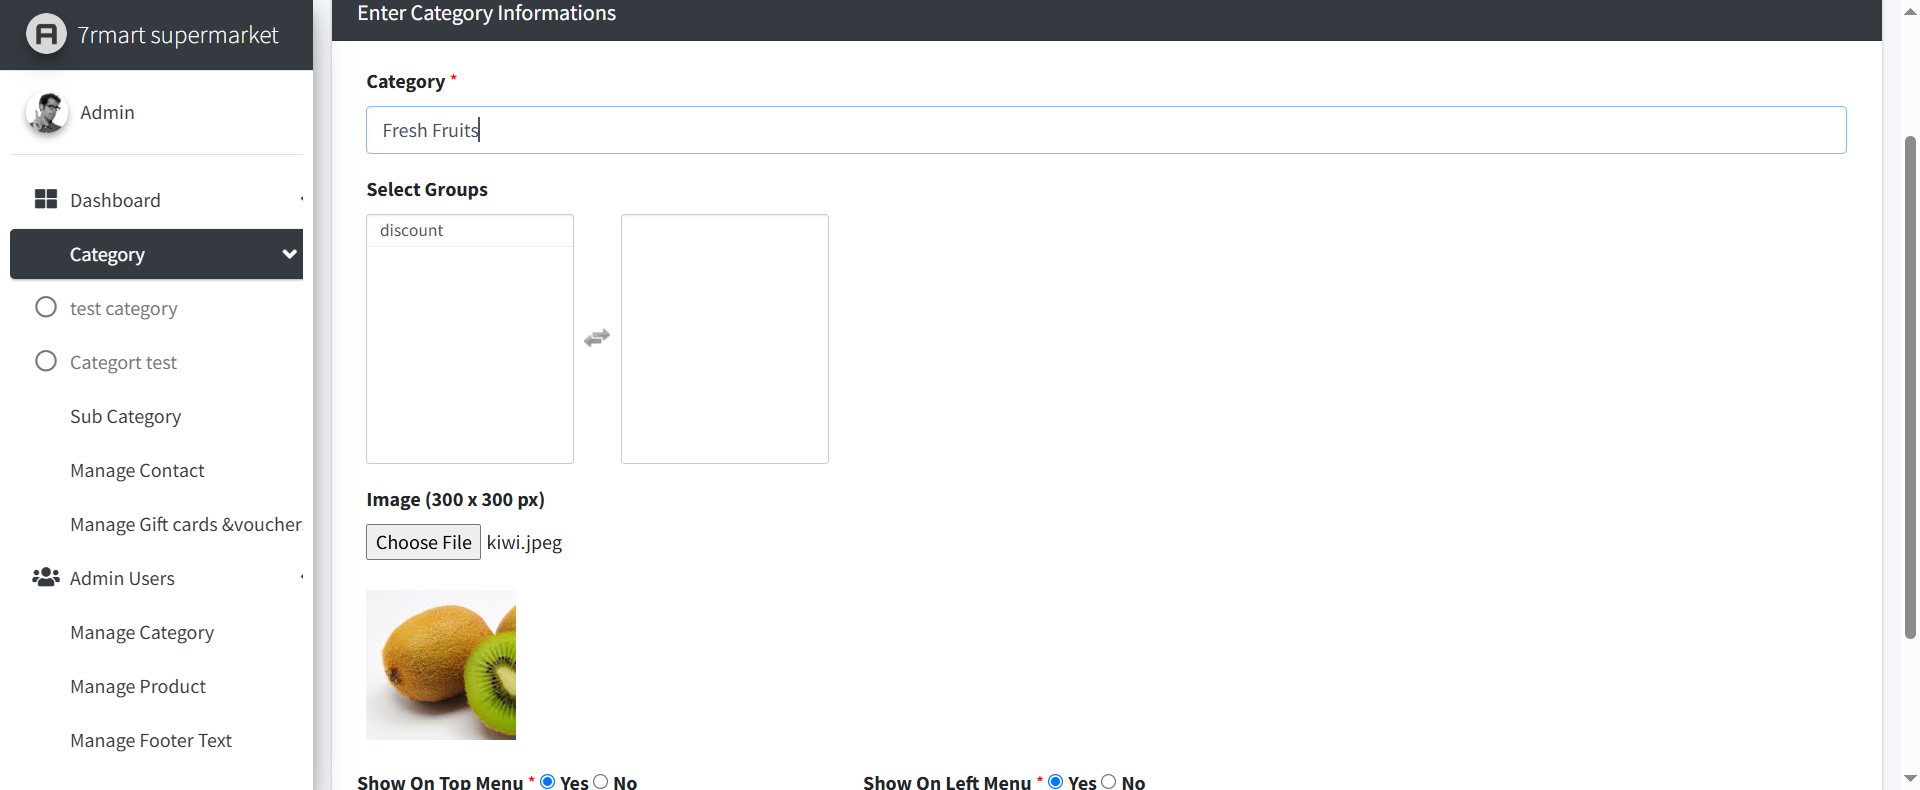 7rmart supermarket
Admin
Dashboard
Category
test category
Categort test
Sub Category
Manage Contact
Manage Gift cards &voucher
Admin Users
Manage Category
Manage Product
Manage Footer Text
Enter Category Informations
Category *
Fresh Fruits
Select Groups
discount
Image (300 x 300 px)
Choose File kiwi.jpeg
Show On Top Menu * Yes No
Show On Left Menu * Yes No